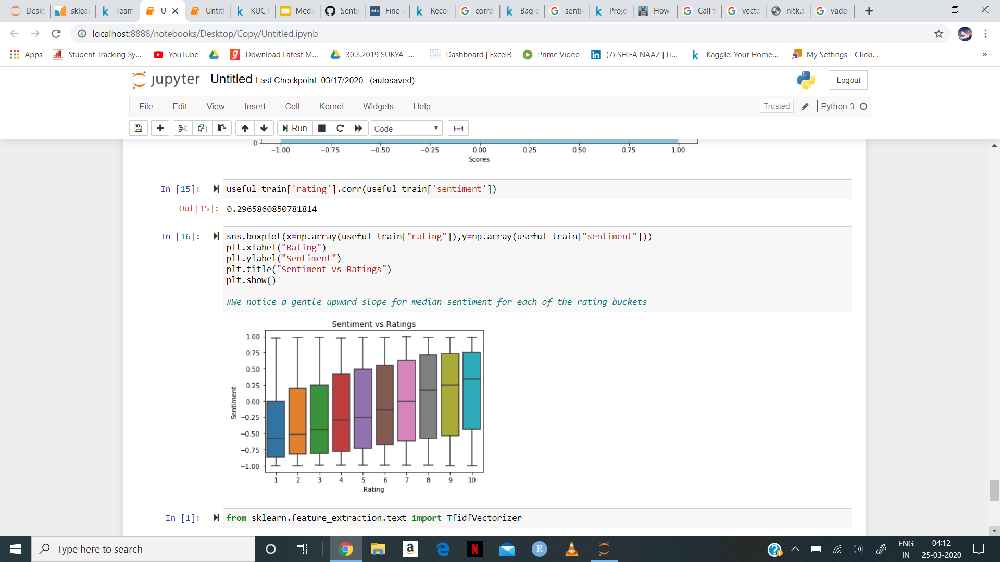 Deskt
sklear
Team
U
Untitl
KUC
Medi
Senti
tds
Fine-
Recor
correl
Bag o
sentiv
Proje
How
Call t
vecto
nltk.s
vader
localhost:8888/notebooks/Desktop/Copy/Untitled.ipynb
Apps
Student Tracking Sy...
YouTube
Download Latest M...
30.3.2019 SURYA -...
Dashboard | ExcelR
Prime Video
(7) SHIFA NAAZ | Li...
Kaggle: Your Home...
My Settings - Clicki...
»
jupyter Untitled Last Checkpoint: 03/17/2020 (autosaved)
Logout
File Edit View Insert Cell Kernel Widgets Help
Trusted
Python 3
Run
Code
0
−1.00 −0.75 −0.50 −0.25 0.00 0.25 0.50 0.75 1.00
Scores
In [15]: useful_train['rating'].corr(useful_train['sentiment'])
Out[15]: 0.2965860850781814
In [16]: sns.boxplot(x=np.array(useful_train["rating"]),y=np.array(useful_train["sentiment"]))
plt.xlabel("Rating")
plt.ylabel("Sentiment")
plt.title("Sentiment vs Ratings")
plt.show()
#We notice a gentle upward slope for median sentiment for each of the rating buckets
Sentiment vs Ratings
1.00
0.75
0.50
0.25
0.00
−0.25
−0.50
−0.75
−1.00
Sentiment
1 2 3 4 5 6 7 8 9 10
Rating
In [1]: from sklearn.feature_extraction.text import TfidfVectorizer
Type here to search
ENG
IN
04:12
25-03-2020